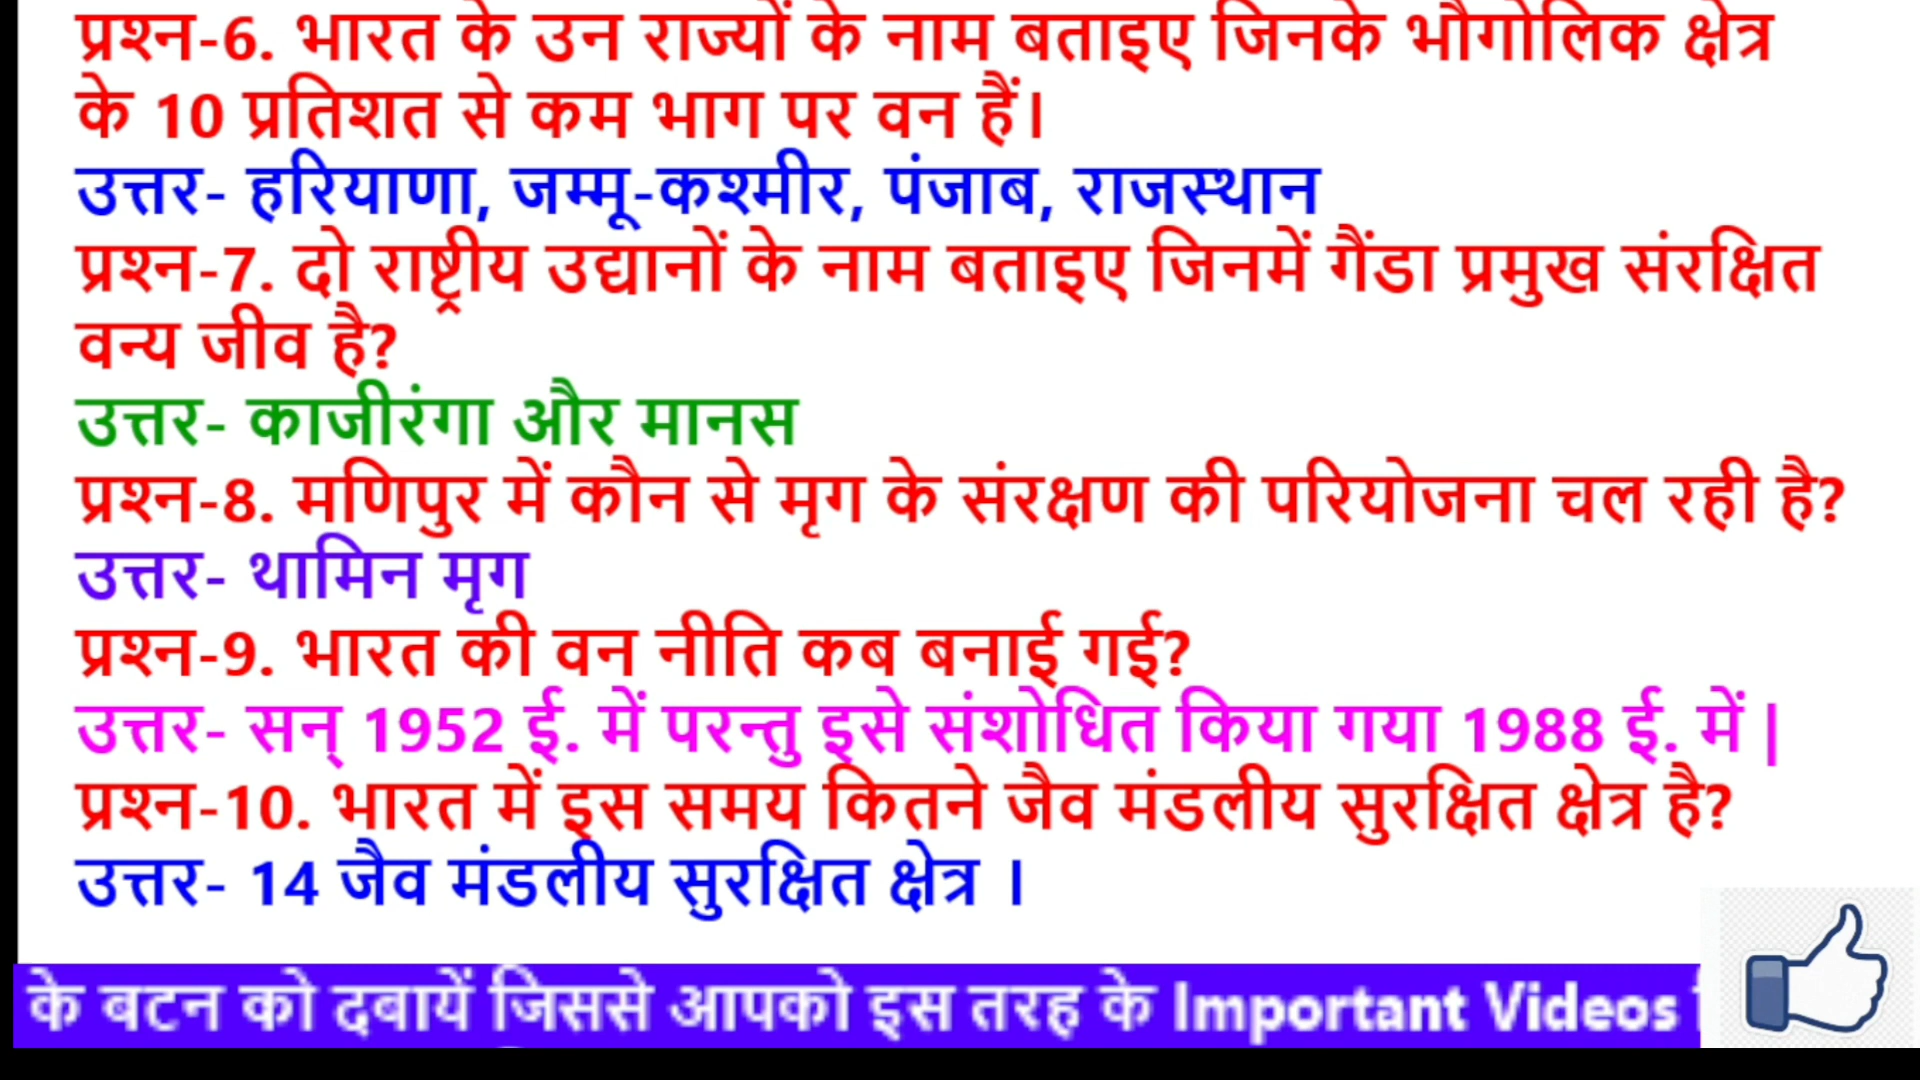 प्रश्न-6. भारत के उन राज्यों के नाम बताइए जिनके भौगोलिक क्षेत्र
के 10 प्रतिशत से कम भाग पर वन हैं।
उत्तर- हरियाणा, जम्मू-कश्मीर, पंजाब, राजस्थान
प्रश्न-7. दो राष्ट्रीय उद्यानों के नाम बताइए जिनमें गैंडा प्रमुख संरक्षित
वन्य जीव है?
उत्तर- काजीरंगा और मानस
प्रश्न-8. मणिपुर में कौन से मृग के संरक्षण की परियोजना चल रही है?
उत्तर- थामिन मृग
प्रश्न-9. भारत की वन नीति कब बनाई गई?
उत्तर- सन् 1952 ई. में परन्तु इसे संशोधित किया गया 1988 ई. में |
प्रश्न-10. भारत में इस समय कितने जैव मंडलीय सुरक्षित क्षेत्र है?
उत्तर- 14 जैव मंडलीय सुरक्षित क्षेत्र ।
के बटन को दबायें जिससे आपको इस तरह के Important Videos